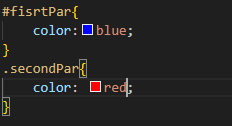 #fisrtPar{
color:blue;
}
.secondPar{
color: red;
}